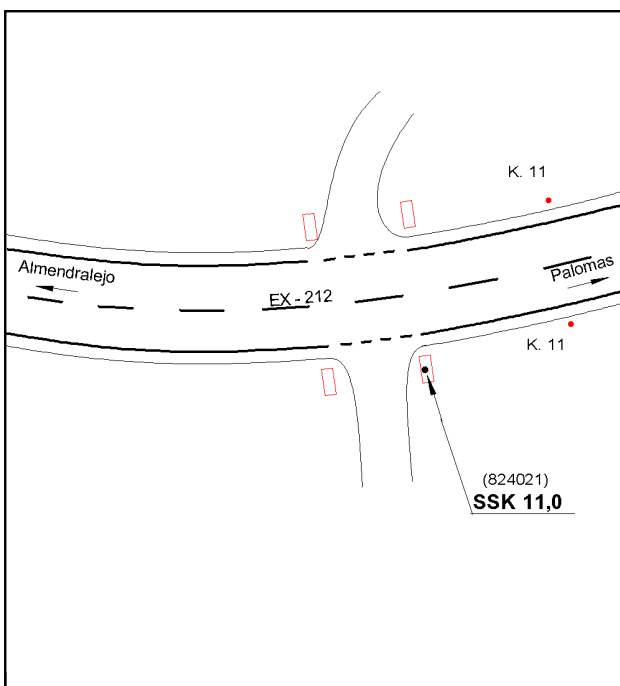 K. 11
Almendralejo
EX - 212
Palomas
K. 11
(824021)
SSK 11,0